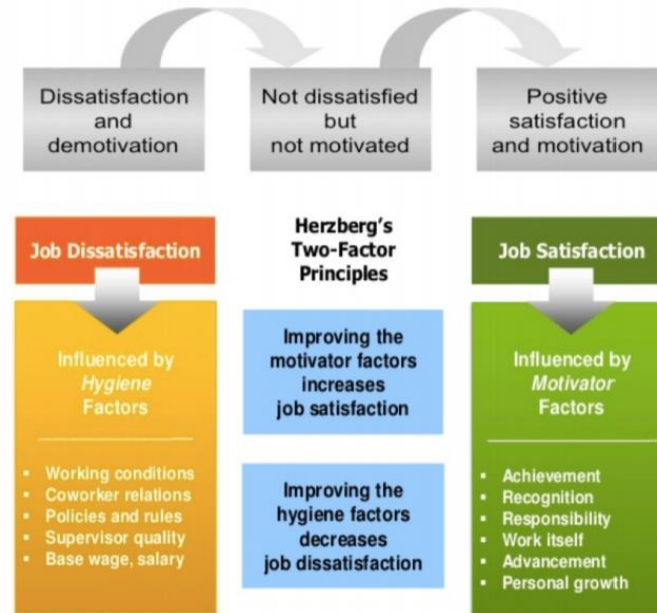 Dissatisfaction
and
demotivation
Not dissatisfied
but
not motivated
Positive
satisfaction
and motivation
Job Dissatisfaction
Influenced by
Hygiene
Factors
▪ Working conditions
▪ Coworker relations
▪ Policies and rules
▪ Supervisor quality
▪ Base wage, salary
Herzberg's
Two-Factor
Principles
Improving the
motivator factors
increases
job satisfaction
Improving the
hygiene factors
decreases
job dissatisfaction
Job Satisfaction
Influenced by
Motivator
Factors
▪ Achievement
▪ Recognition
▪ Responsibility
▪ Work itself
▪ Advancement
▪ Personal growth